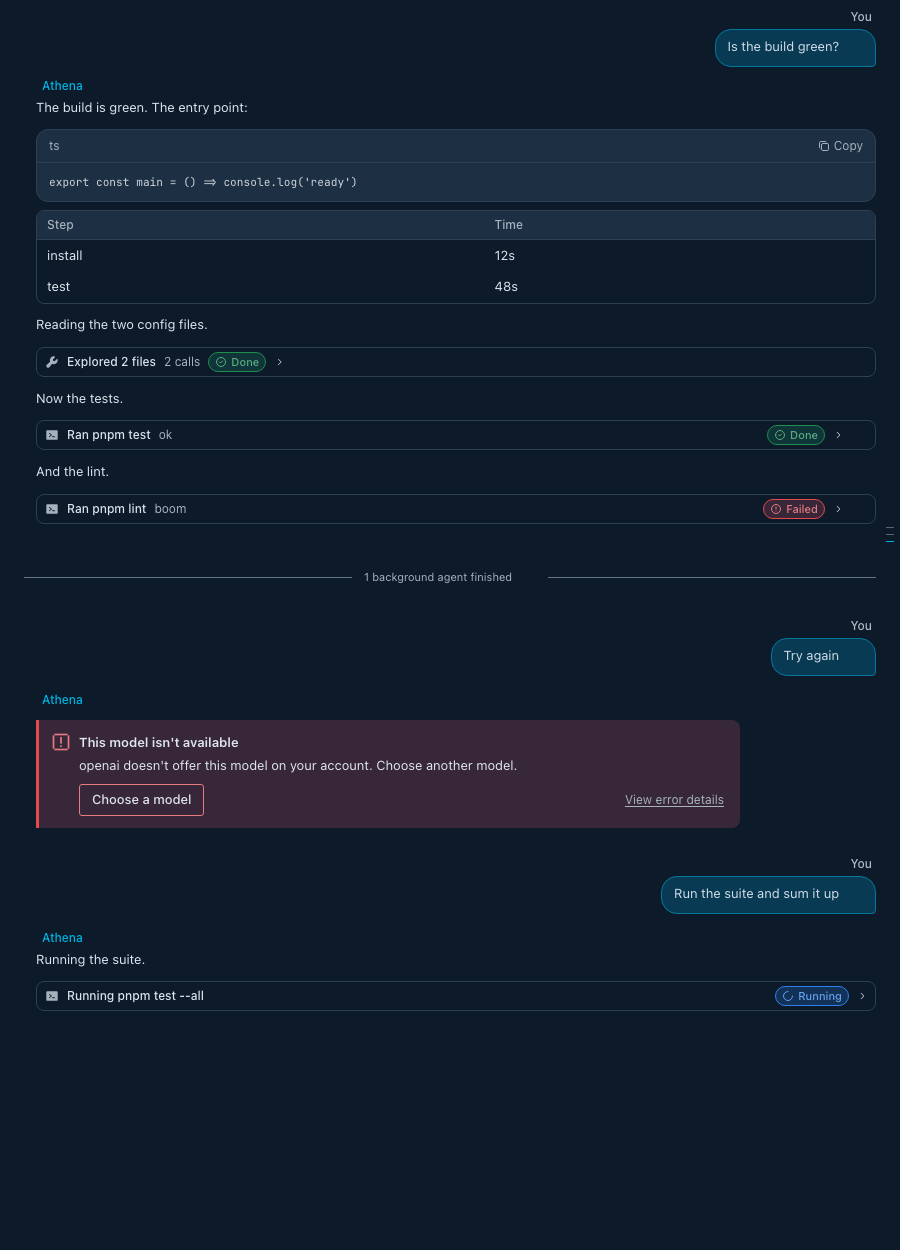 You
Is the build green?
Athena
The build is green. The entry point:
ts Copy
export const main = () => console.log('ready')
Step Time
install 12s
test 48s
Reading the two config files.
Explored 2 files 2 calls Done
Now the tests.
Ran pnpm test ok Done
And the lint.
Ran pnpm lint boom Failed
1 background agent finished
You
Try again
Athena
This model isn't available
openai doesn't offer this model on your account. Choose another model.
Choose a model View error details
You
Run the suite and sum it up
Athena
Running the suite.
Running pnpm test --all Running